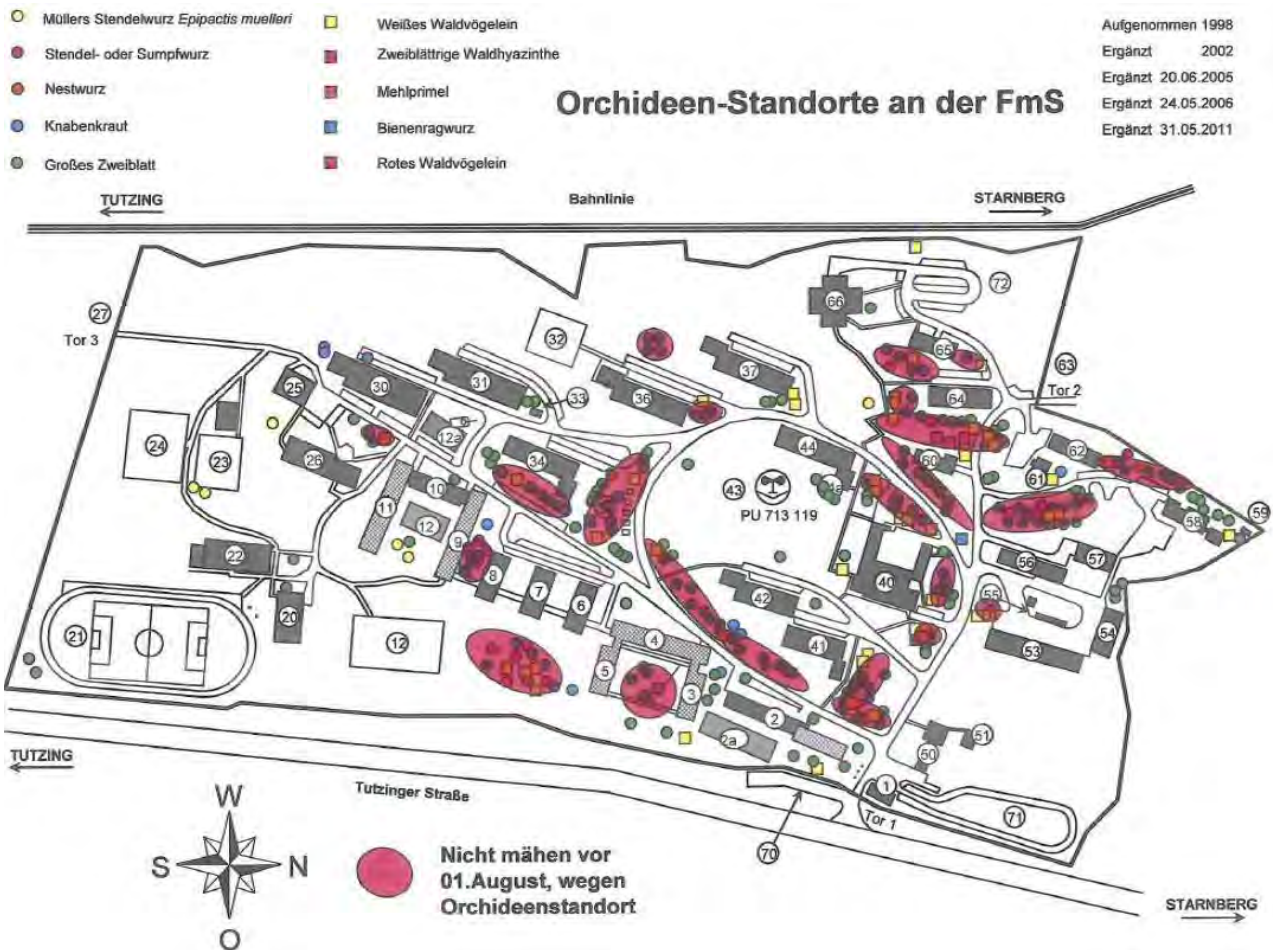 Müllers Stendelwurz Epipactis muelleri
Stendel- oder Sumpfwurz
Nestwurz
Knabenkraut
Großes Zweiblatt
Weißes Waldvögelein
Zweiblättrige Waldhyazinthe
Mehlprimel
Bienenragwurz
Rotes Waldvögelein
Orchideen-Standorte an der FmS
Aufgenommen 1998
Ergänzt 2002
Ergänzt 20.06.2005
Ergänzt 24.05.2006
Ergänzt 31.05.2011
TUTZING
Bahnlinie
STARNBERG
27
Tor 3
66
72
32
65
63
Tor 2
37
25
30
31
33
36
64
12a
24
23
26
34
44
60
62
61
43
PU 713 119
11
10
12
9
58
59
22
8
7
6
42
40
56
57
55
20
21
12
4
5
3
41
53
54
2
2a
51
50
1
71
Tor 1
70
TUTZING
Tutzinger Straße
W
S
N
O
Nicht mähen vor
01.August, wegen
Orchideenstandort
STARNBERG